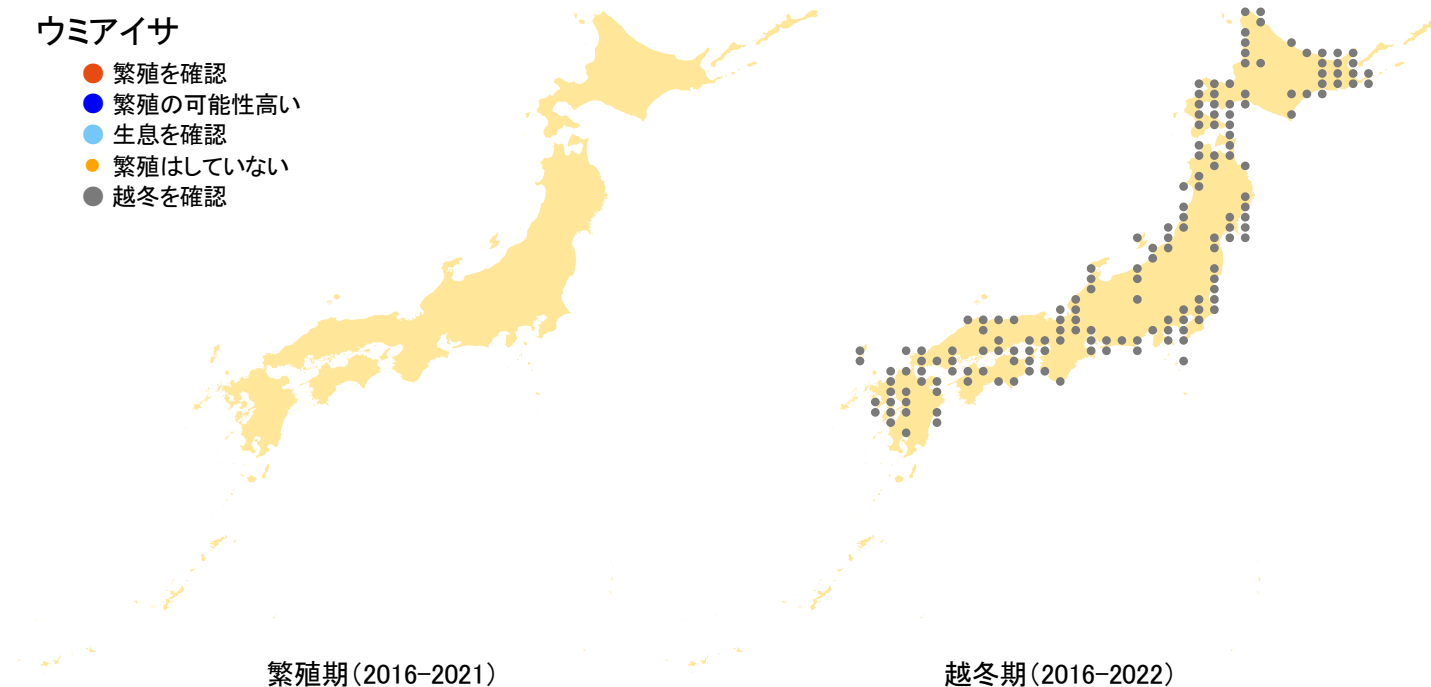 ウミアイサ
繁殖を確認
繁殖の可能性高い
生息を確認
繁殖はしていない
越冬を確認
繁殖期(2016-2021)
越冬期(2016-2022)